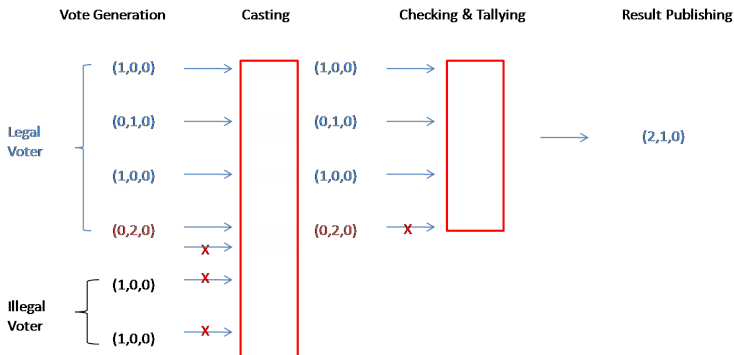 Vote Generation Casting Checking & Tallying Result Publishing
(1,0,0) (1,0,0)
(0,1,0) (0,1,0)
Legal
Voter
(2,1,0)
(1,0,0) (1,0,0)
(0,2,0) (0,2,0) X
X
(1,0,0) X
Illegal
Voter
(1,0,0) X